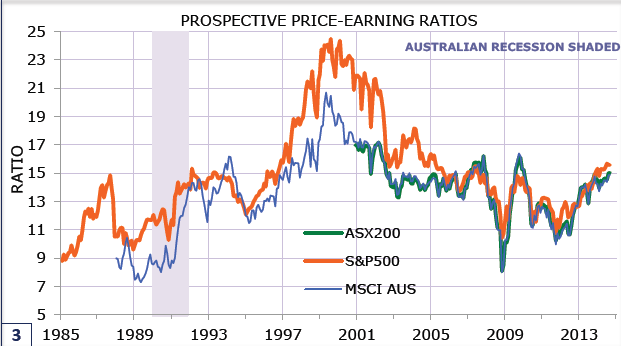 PROSPECTIVE PRICE-EARNING RATIOS
AUSTRALIAN RECESSION SHADED
RATIO
25
23
21
19
17
15
13
11
9
7
5
ASX200
S&P500
MSCI AUS
1985 1989 1993 1997 2001 2005 2009 2013
3